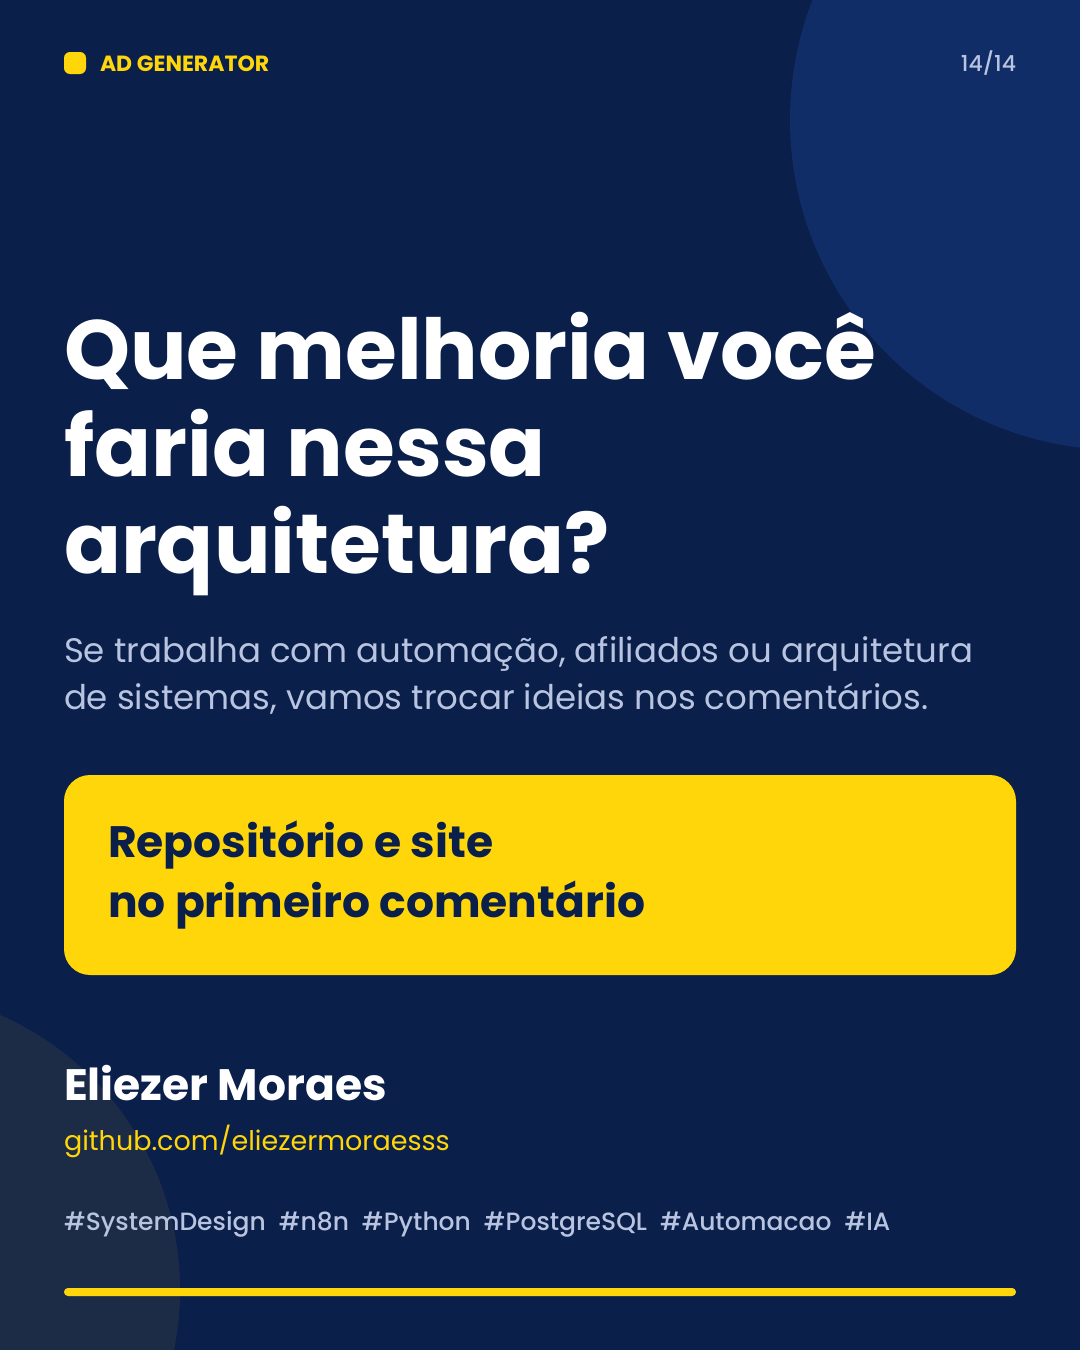 AD GENERATOR
14/14
Que melhoria você
faria nessa
arquitetura?
Se trabalha com automação, afiliados ou arquitetura
de sistemas, vamos trocar ideias nos comentários.
Repositório e site
no primeiro comentário
Eliezer Moraes
github.com/eliezermoraesss
#SystemDesign #n8n #Python #PostgreSQL #Automacao #IA